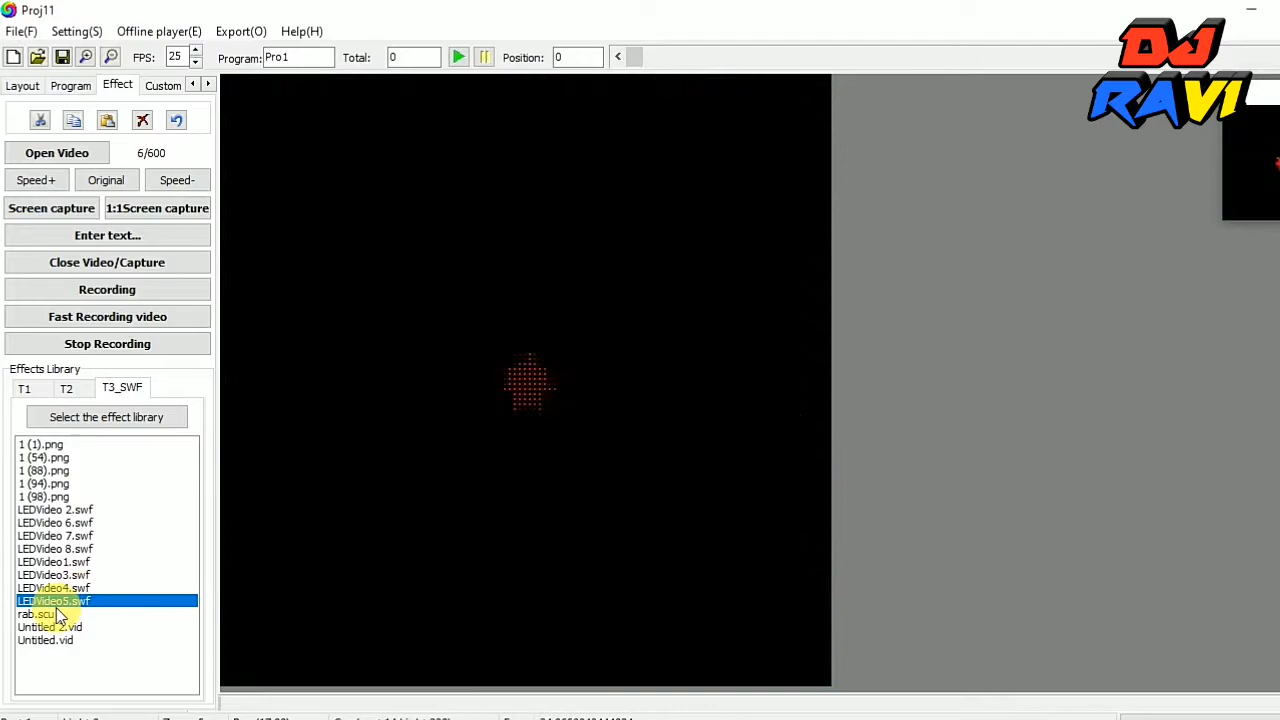 Proj11
File(F) Setting(S) Offline player(E) Export(O) Help(H)
FPS: 25 Program: Pro1 Total: 0 Position: 0 <
Layout Program Effect Custom
Open Video 6/600
Speed+ Original Speed-
Screen capture 1:1Screen capture
Enter text...
Close Video/Capture
Recording
Fast Recording video
Stop Recording
Effects Library
T1 T2 T3_SWF
Select the effect library
1 (1).png
1 (54).png
1 (88).png
1 (94).png
1 (98).png
LEDVideo 2.swf
LEDVideo 6.swf
LEDVideo 7.swf
LEDVideo 8.swf
LEDVideo1.swf
LEDVideo3.swf
LEDVideo4.swf
LEDVideo5.swf
rab.scu
Untitled 2.vid
Untitled.vid
DJ
RAVI